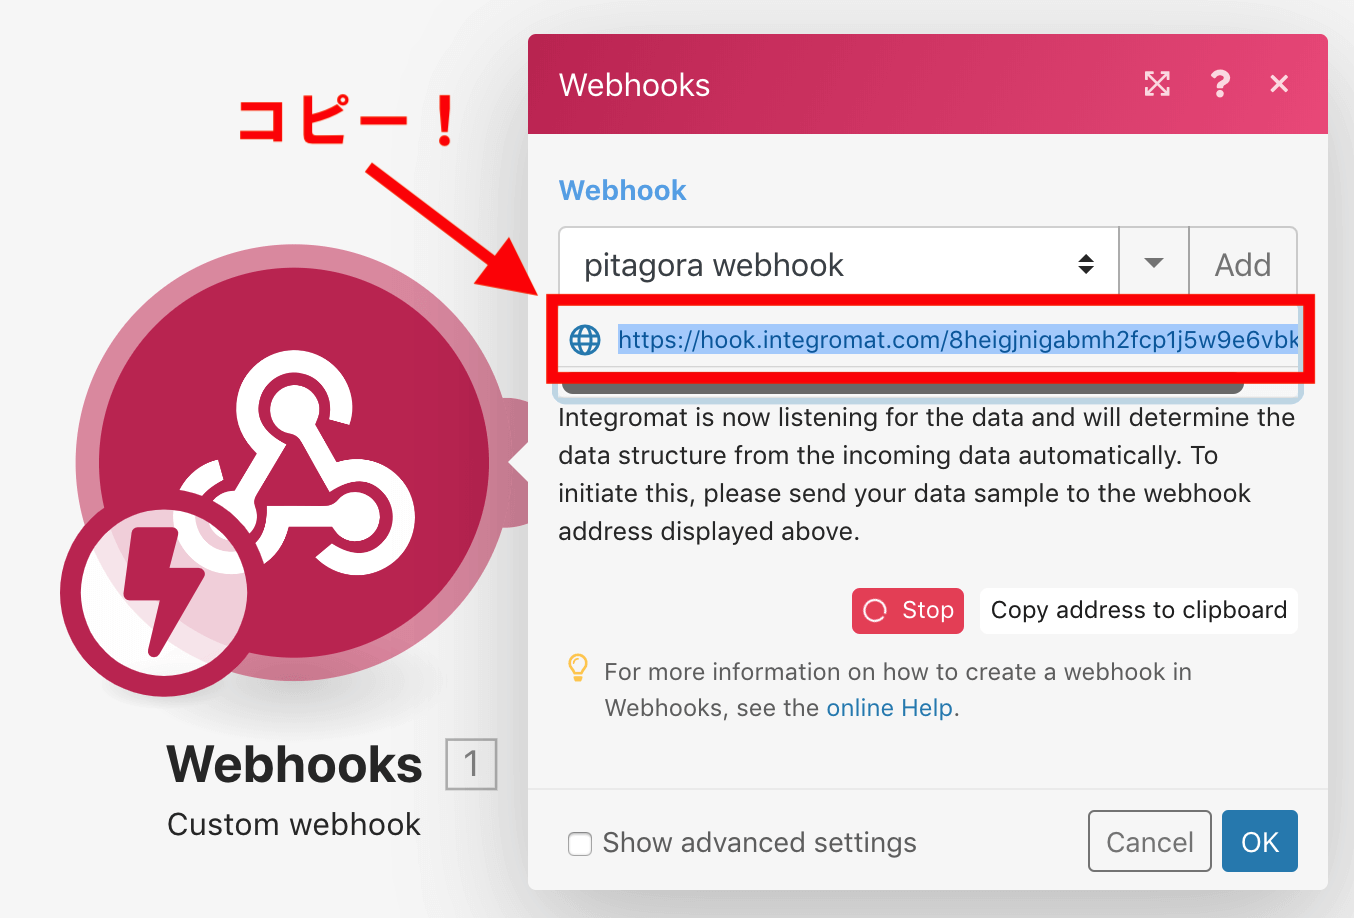 コピー！
Webhooks
Webhook
pitagora webhook
Add
https://hook.integromat.com/8heigjnigabmh2fcp1j5w9e6vbk
Integromat is now listening for the data and will determine the
data structure from the incoming data automatically. To
initiate this, please send your data sample to the webhook
address displayed above.
Stop
Copy address to clipboard
For more information on how to create a webhook in
Webhooks, see the online Help.
Webhooks 1
Custom webhook
Show advanced settings
Cancel
OK